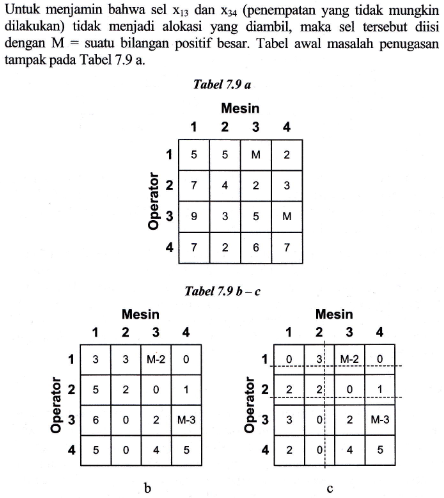 Untuk menjamin bahwa sel x13 dan x34 (penempatan yang tidak mungkin
dilakukan) tidak menjadi alokasi yang diambil, maka sel tersebut diisi
dengan M = suatu bilangan positif besar. Tabel awal masalah penugasan
tampak pada Tabel 7.9 a.
Tabel 7.9 a
Mesin
1 2 3 4
Operator
1 5 5 M 2
2 7 4 2 3
3 9 3 5 M
4 7 2 6 7
Tabel 7.9 b – c
Mesin
1 2 3 4
Operator
1 3 3 M-2 0
2 5 2 0 1
3 6 0 2 M-3
4 5 0 4 5
b
Mesin
1 2 3 4
Operator
1 0 3 M-2 0
2 2 2 0 1
3 3 0 2 M-3
4 2 0 4 5
c